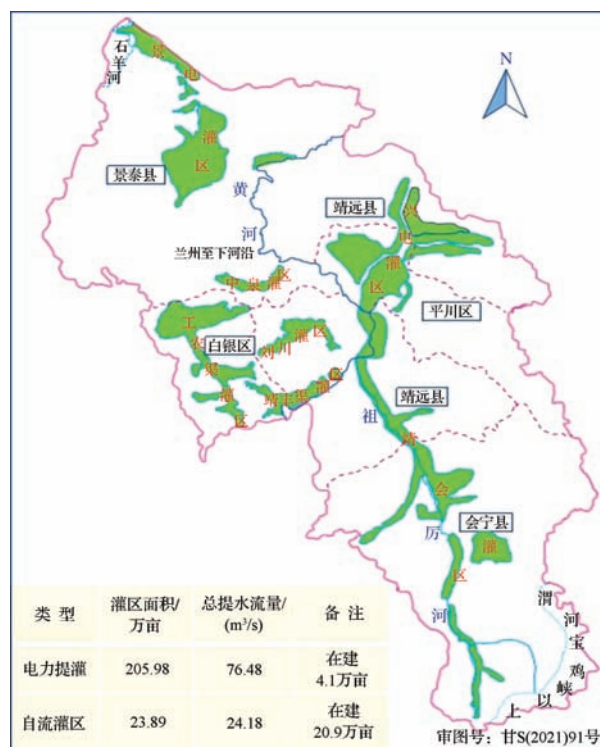 N
石羊河
景电灌区
景泰县
黄河
靖远县
兴电灌区
兰州至下河沿
中泉灌区
平川区
工农渠灌区
白银区
刘川灌区
靖丰渠灌区
靖远县
祖厉河
靖会灌区
会宁县
渭河宝鸡峡以上
类 型 灌区面积/万亩 总提水流量/(m³/s) 备 注
电力提灌 205.98 76.48 在建4.1万亩
自流灌区 23.89 24.18 在建20.9万亩
审图号：甘S(2021)91号